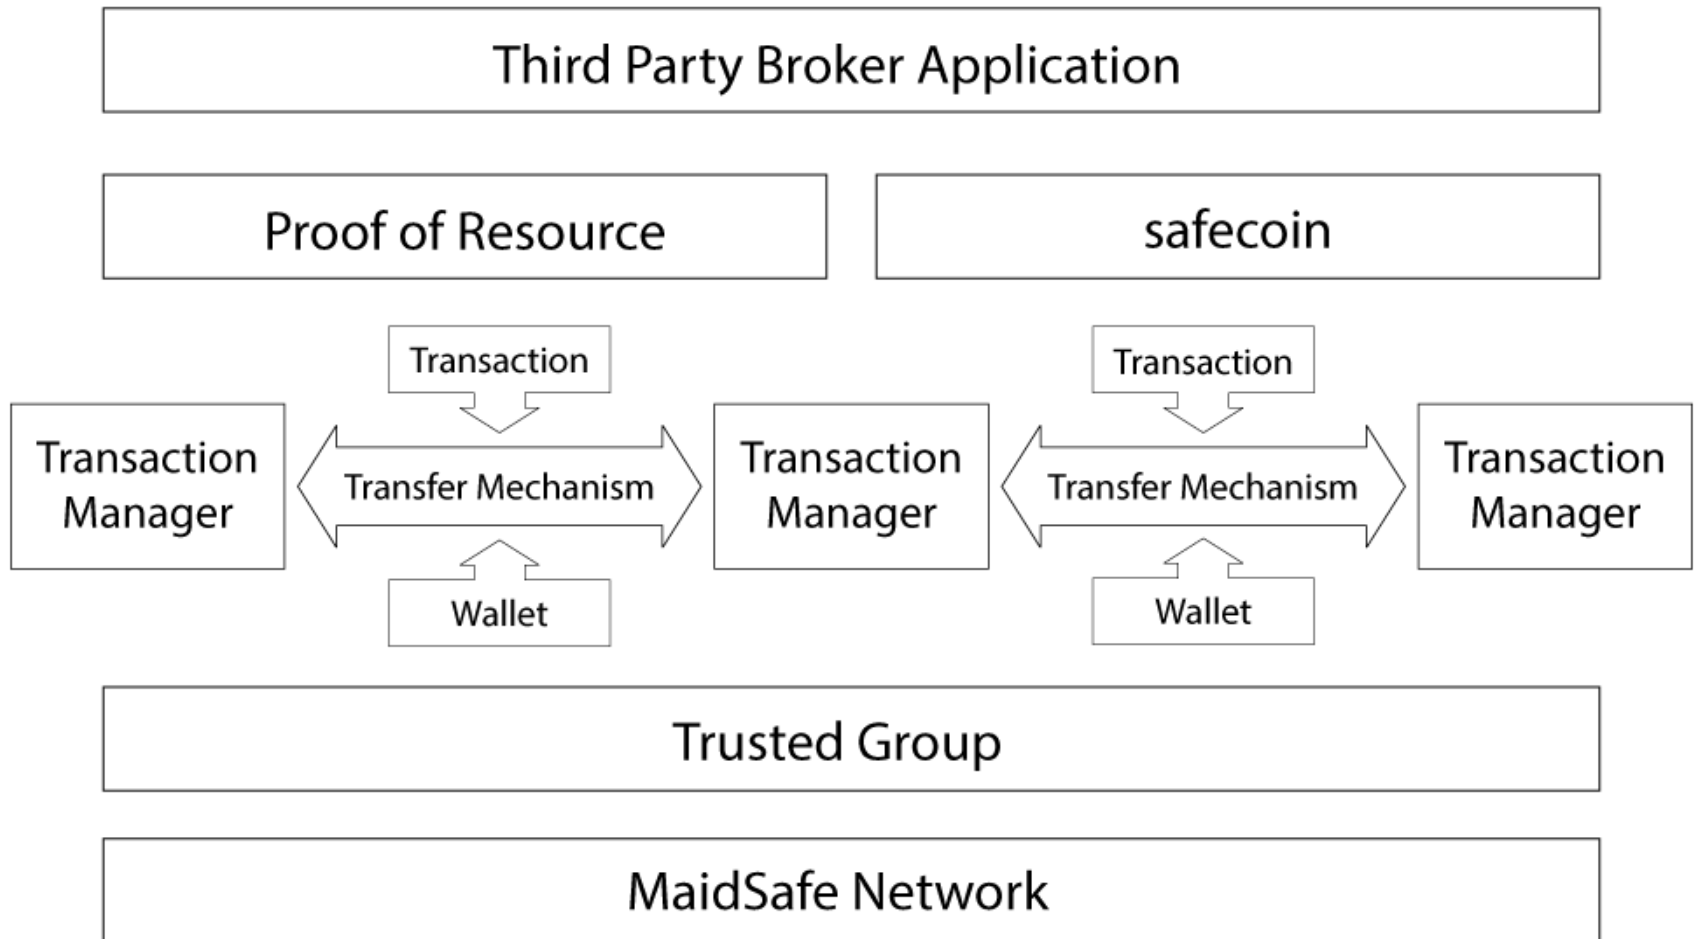 Third Party Broker Application
Proof of Resource
safecoin
Transaction
Transaction
Transaction
Manager
Transfer Mechanism
Transaction
Manager
Transfer Mechanism
Transaction
Manager
Wallet
Wallet
Trusted Group
MaidSafe Network